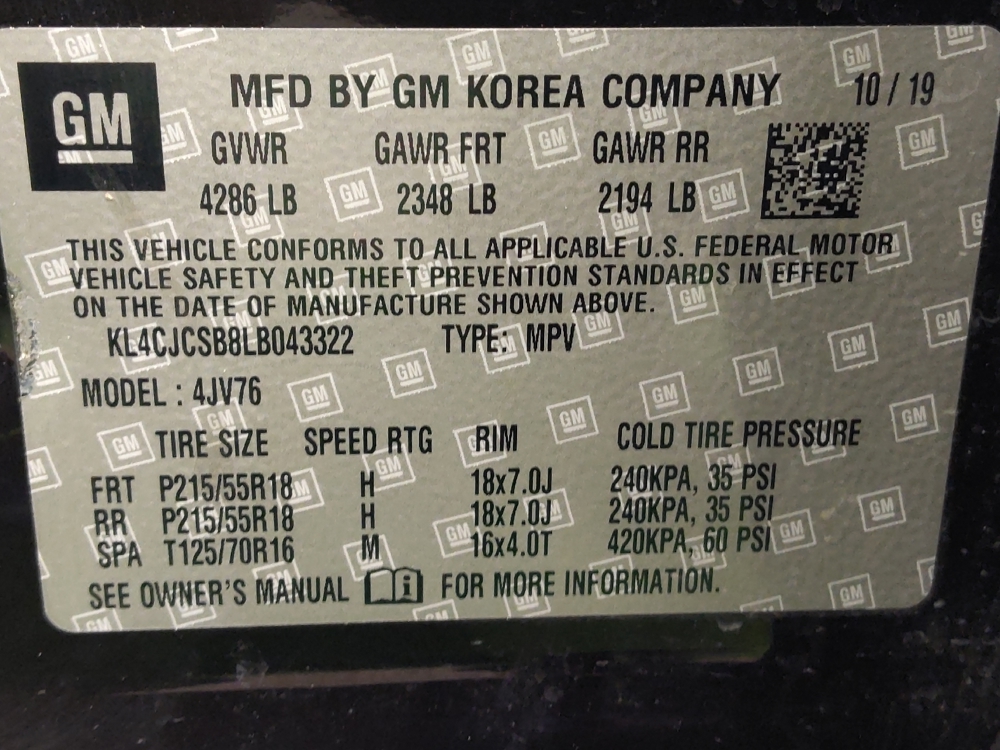 GM
MFD BY GM KOREA COMPANY 10 / 19
GVWR GAWR FRT GAWR RR
4286 LB 2348 LB 2194 LB
THIS VEHICLE CONFORMS TO ALL APPLICABLE U.S. FEDERAL MOTOR
VEHICLE SAFETY AND THEFT PREVENTION STANDARDS IN EFFECT
ON THE DATE OF MANUFACTURE SHOWN ABOVE.
KL4CJCSB8LB043322 TYPE: MPV
MODEL : 4JV76
TIRE SIZE SPEED RTG RIM COLD TIRE PRESSURE
FRT P215/55R18 H 18x7.0J 240KPA, 35 PSI
RR P215/55R18 H 18x7.0J 240KPA, 35 PSI
SPA T125/70R16 M 16x4.0T 420KPA, 60 PSI
SEE OWNER'S MANUAL i FOR MORE INFORMATION.